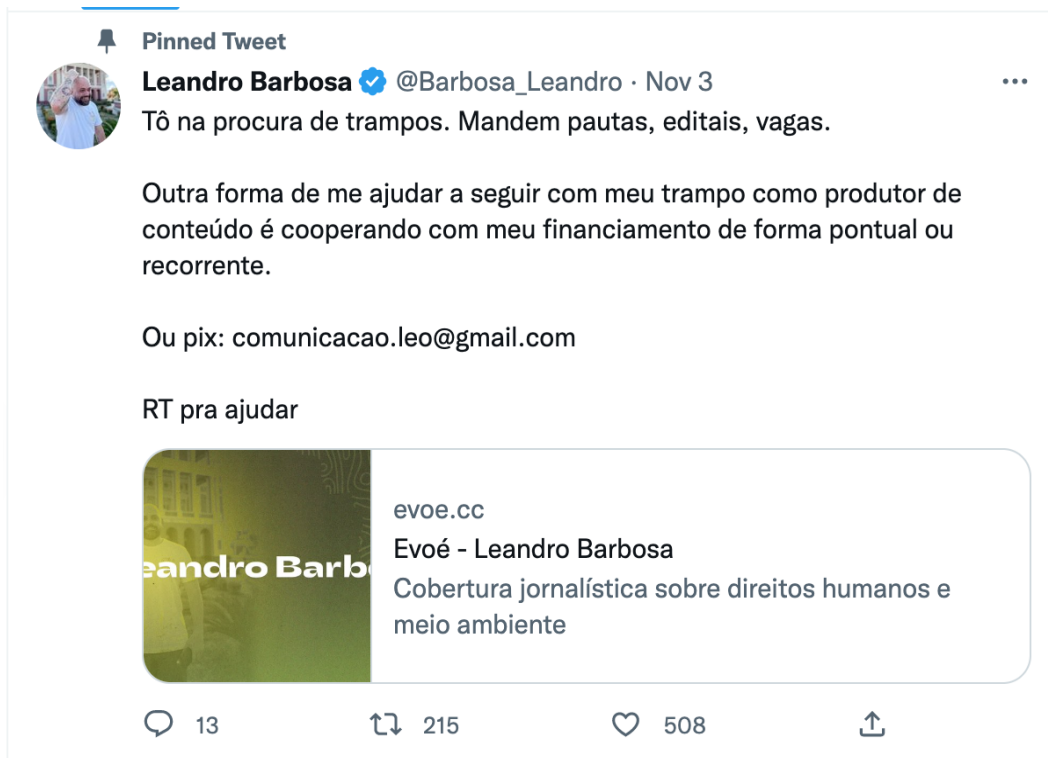 Pinned Tweet
Leandro Barbosa @Barbosa_Leandro · Nov 3
Tô na procura de trampos. Mandem pautas, editais, vagas.
Outra forma de me ajudar a seguir com meu trampo como produtor de
conteúdo é cooperando com meu financiamento de forma pontual ou
recorrente.
Ou pix: comunicacao.leo@gmail.com
RT pra ajudar
eandro Barb
evoe.cc
Evoé - Leandro Barbosa
Cobertura jornalística sobre direitos humanos e
meio ambiente
13 215 508